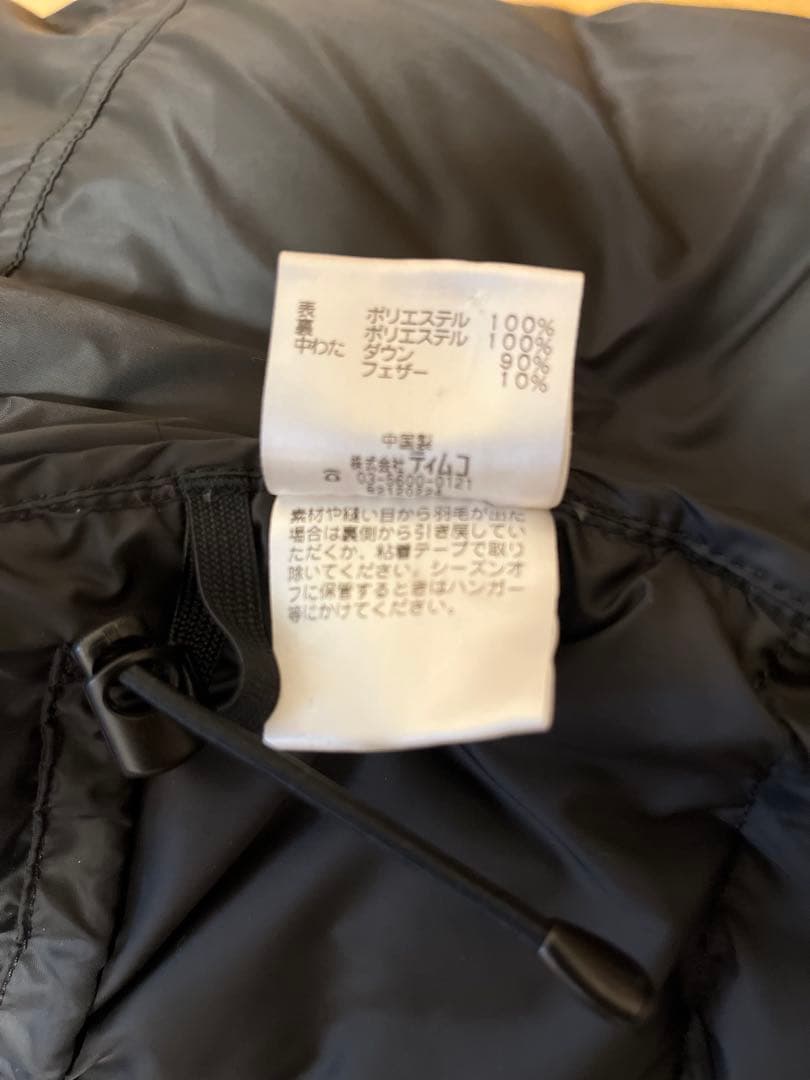 表 ポリエステル 100%
裏 ポリエステル 100%
中わた ダウン 90%
フェザー 10%
中国製
株式会社 ティムコ
03-5600-0121
素材や縫い目から羽毛が出た
場合は裏側から引き戻してい
ただくか、粘着テープで取り
除いてください。シーズンオ
フに保管するときはハンガー
等にかけてください。